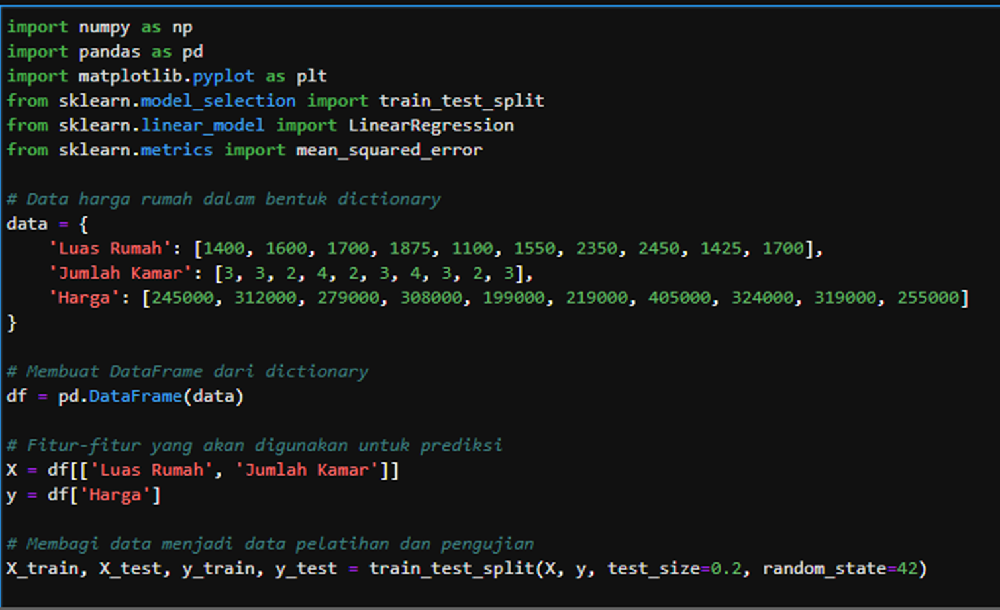 import numpy as np
import pandas as pd
import matplotlib.pyplot as plt
from sklearn.model_selection import train_test_split
from sklearn.linear_model import LinearRegression
from sklearn.metrics import mean_squared_error

# Data harga rumah dalam bentuk dictionary
data = {
    'Luas Rumah': [1400, 1600, 1700, 1875, 1100, 1550, 2350, 2450, 1425, 1700],
    'Jumlah Kamar': [3, 3, 2, 4, 2, 3, 4, 3, 2, 3],
    'Harga': [245000, 312000, 279000, 308000, 199000, 219000, 405000, 324000, 319000, 255000]
}

# Membuat DataFrame dari dictionary
df = pd.DataFrame(data)

# Fitur-fitur yang akan digunakan untuk prediksi
X = df[['Luas Rumah', 'Jumlah Kamar']]
y = df['Harga']

# Membagi data menjadi data pelatihan dan pengujian
X_train, X_test, y_train, y_test = train_test_split(X, y, test_size=0.2, random_state=42)